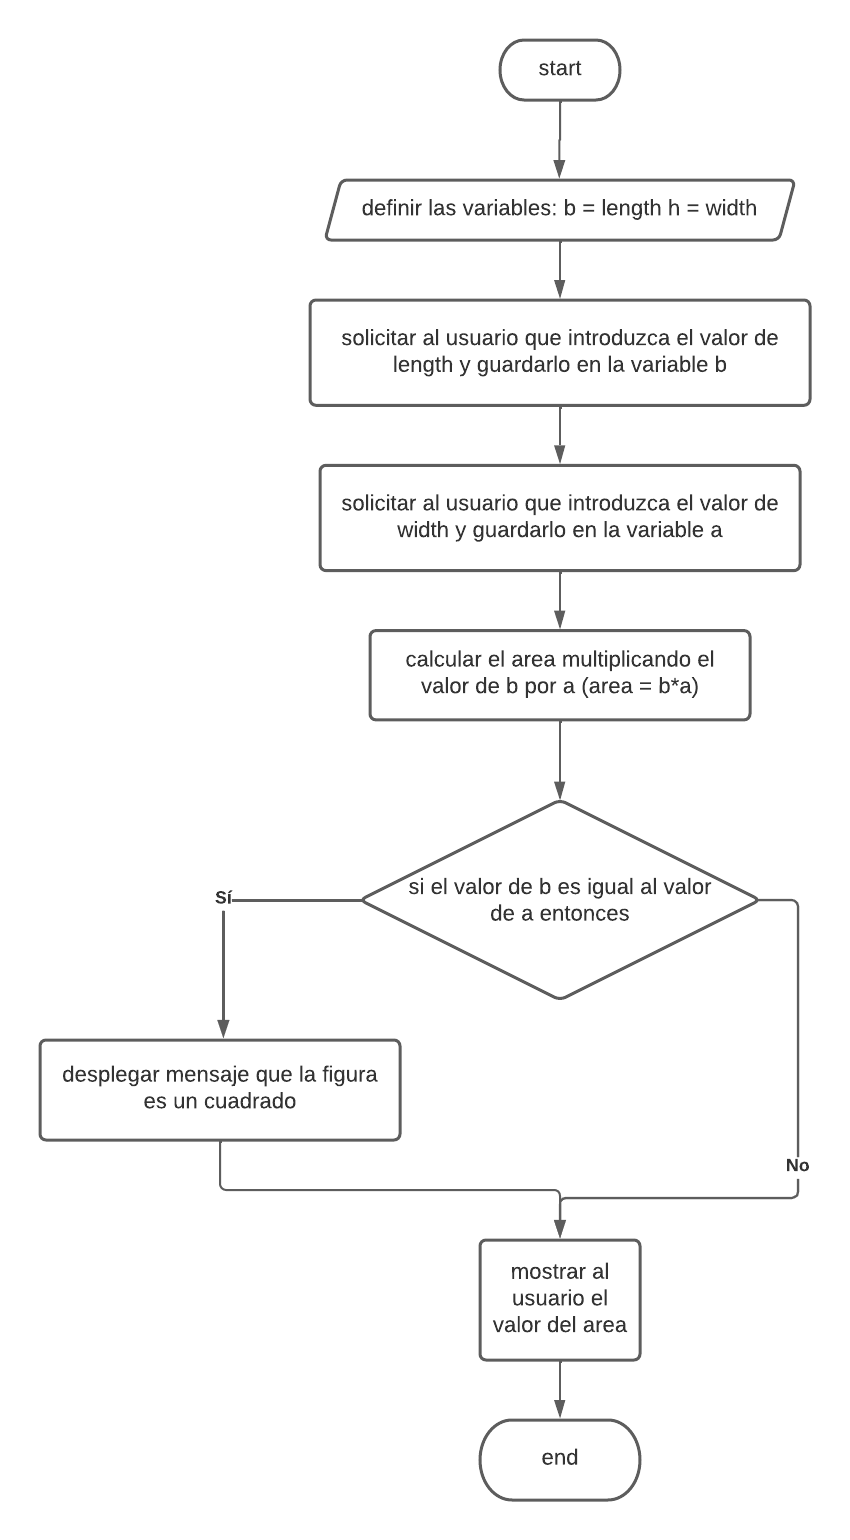 start
definir las variables: b = length h = width
solicitar al usuario que introduzca el valor de
length y guardarlo en la variable b
solicitar al usuario que introduzca el valor de
width y guardarlo en la variable a
calcular el area multiplicando el
valor de b por a (area = b*a)
si el valor de b es igual al valor
de a entonces
Sí
desplegar mensaje que la figura
es un cuadrado
No
mostrar al
usuario el
valor del area
end